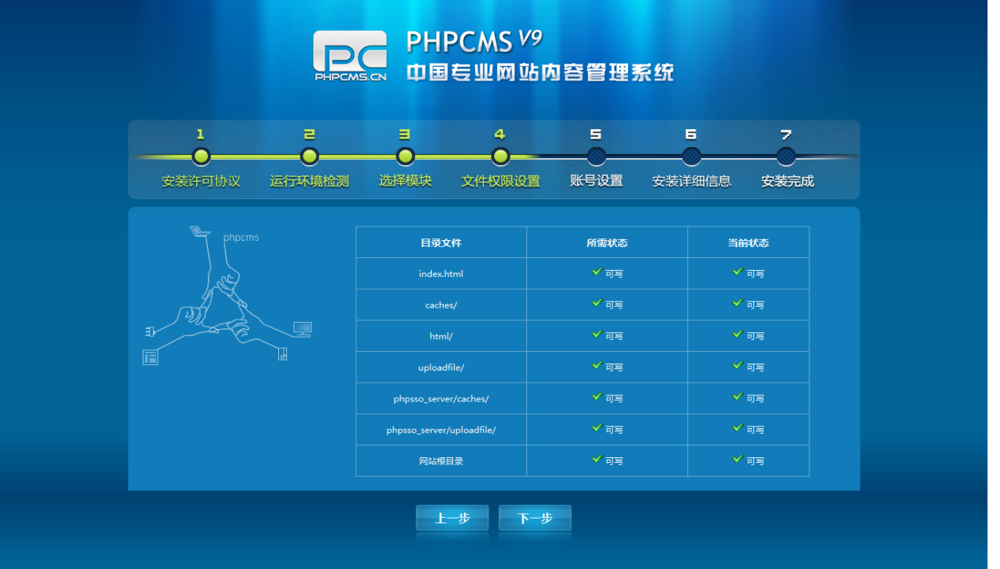 PHPCMS V9
PHPCMS.CN
中国专业网站内容管理系统
1 2 3 4 5 6 7
安装许可协议 运行环境检测 选择模块 文件权限设置 账号设置 安装详细信息 安装完成
phpcms
目录文件 所需状态 当前状态
index.html 可写 可写
caches/ 可写 可写
html/ 可写 可写
uploadfile/ 可写 可写
phpsso_server/caches/ 可写 可写
phpsso_server/uploadfile/ 可写 可写
网站根目录 可写 可写
上一步 下一步